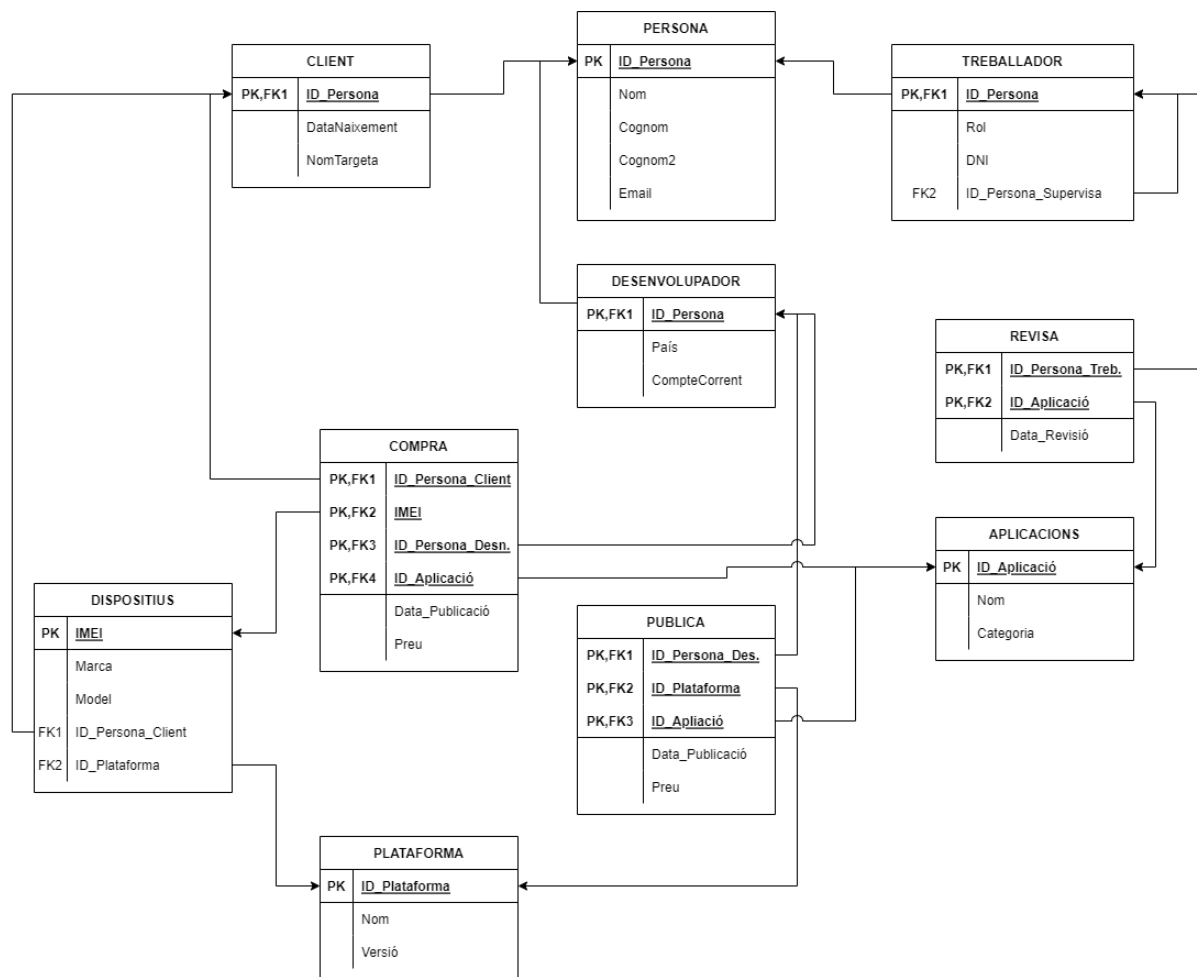 PERSONA
PK ID_Persona
Nom
Cognom
Cognom2
Email
CLIENT
PK,FK1 ID_Persona
DataNaixement
NomTargeta
TREBALLADOR
PK,FK1 ID_Persona
Rol
DNI
FK2 ID_Persona_Supervisa
DESENVOLUPADOR
PK,FK1 ID_Persona
País
CompteCorrent
REVISA
PK,FK1 ID_Persona_Treb.
PK,FK2 ID_Aplicació
Data_Revisió
COMPRA
PK,FK1 ID_Persona_Client
PK,FK2 IMEI
PK,FK3 ID_Persona_Desn.
PK,FK4 ID_Aplicació
Data_Publicació
Preu
APLICACIONS
PK ID_Aplicació
Nom
Categoria
DISPOSITIUS
PK IMEI
Marca
Model
FK1 ID_Persona_Client
FK2 ID_Plataforma
PUBLICA
PK,FK1 ID_Persona_Des.
PK,FK2 ID_Plataforma
PK,FK3 ID_Apliació
Data_Publicació
Preu
PLATAFORMA
PK ID_Plataforma
Nom
Versió